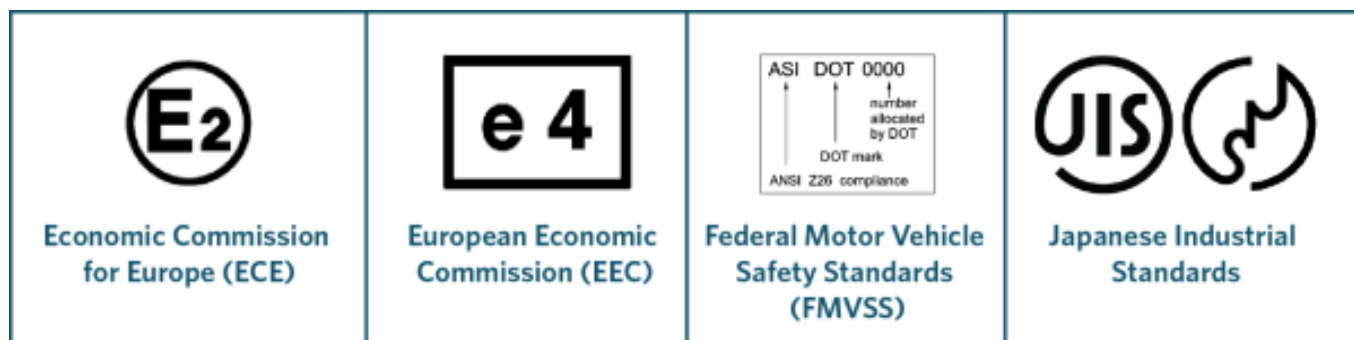 E2
Economic Commission
for Europe (ECE)
e 4
European Economic
Commission (EEC)
ASI DOT 0000
number
allocated
by DOT
DOT mark
ANSI Z26 compliance
Federal Motor Vehicle
Safety Standards
(FMVSS)
JIS
Japanese Industrial
Standards